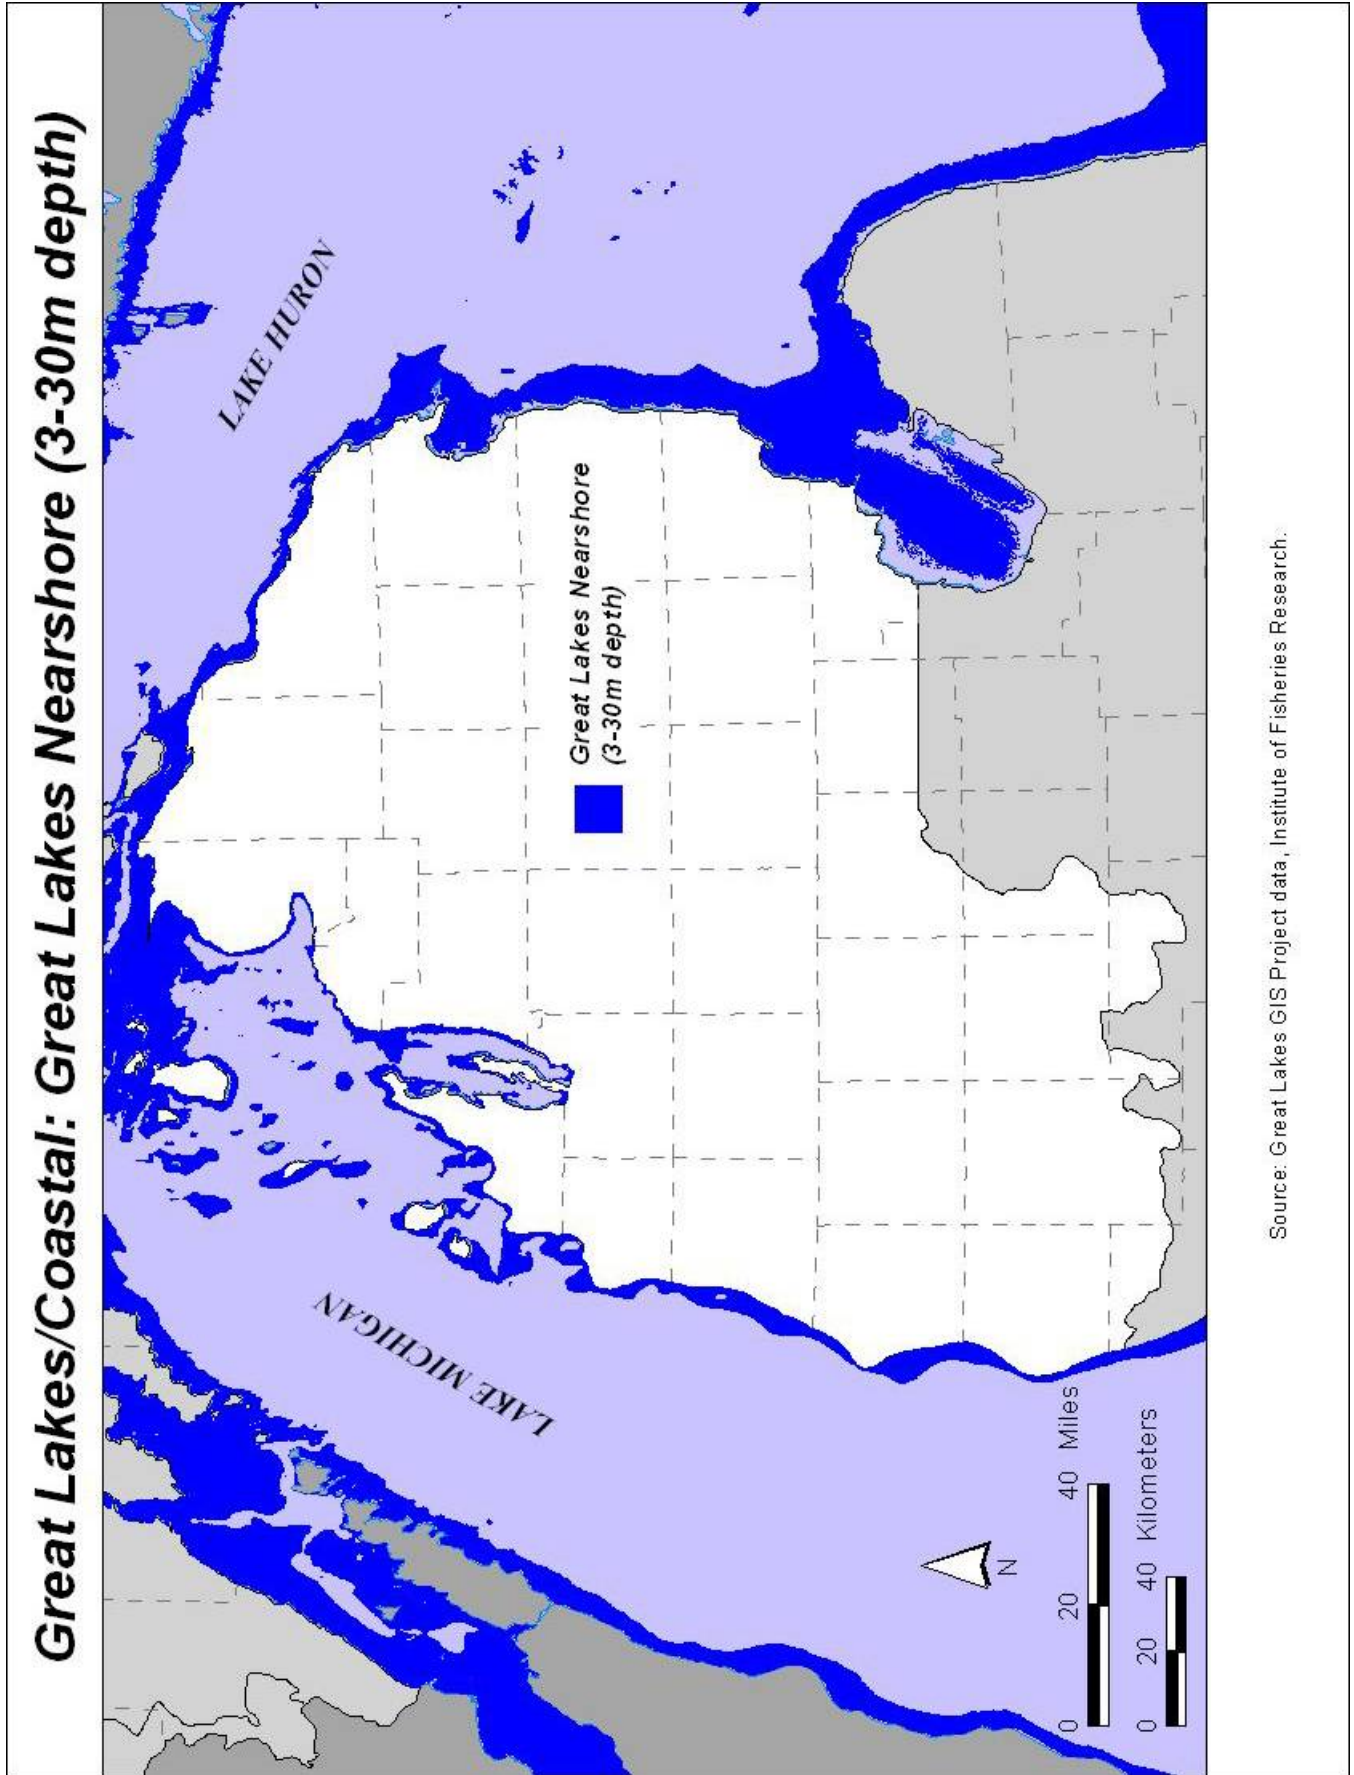 Great Lakes/Coastal: Great Lakes Nearshore (3-30m depth)
LAKE HURON
LAKE MICHIGAN
Great Lakes Nearshore
(3-30m depth)
N
0 20 40 Miles
0 20 40 Kilometers
Source: Great Lakes GIS Project data, Institute of Fisheries Research.